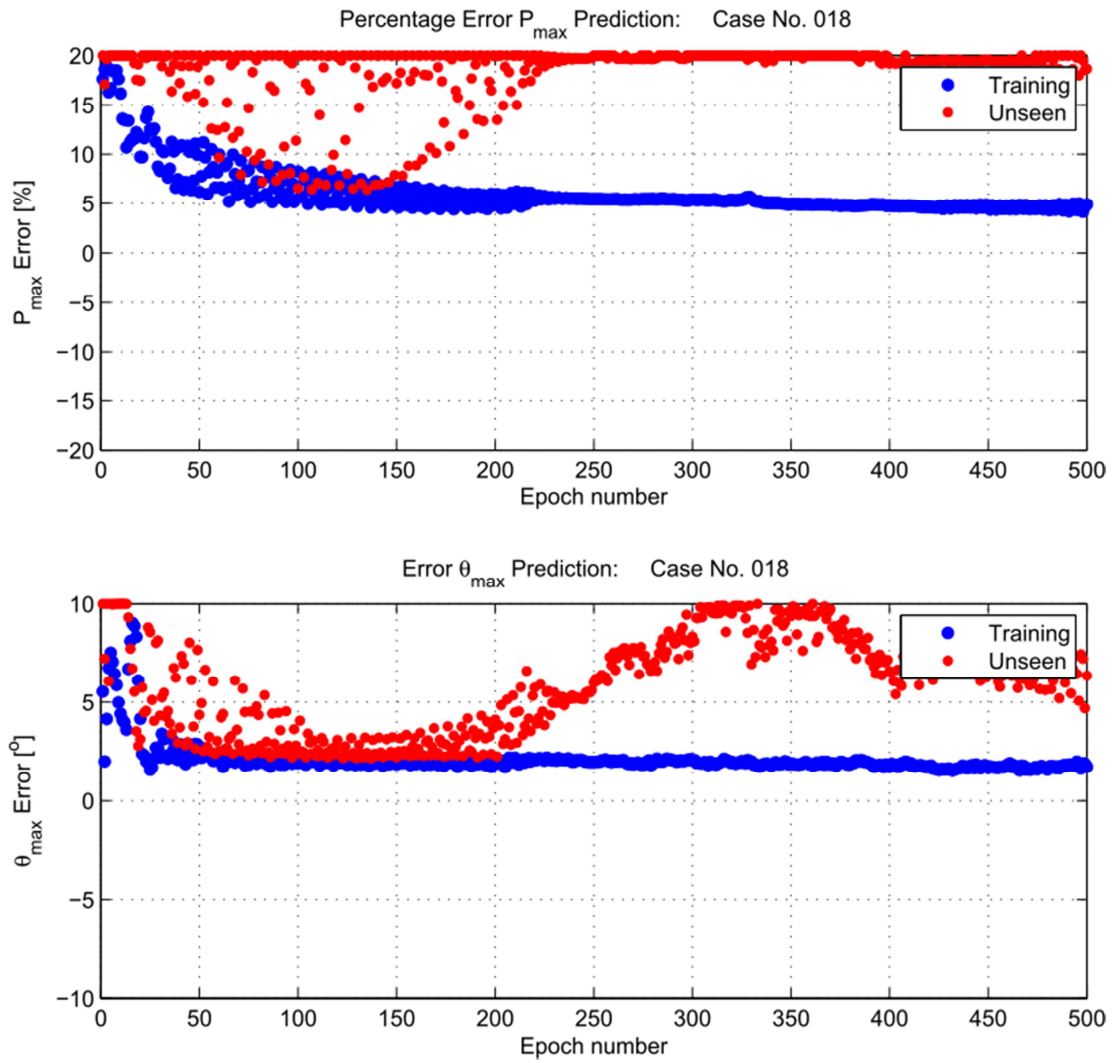 Percentage Error P_max Prediction: Case No. 018
20
15
10
5
0
−5
−10
−15
−20
P_max Error [%]
Training
Unseen
0 50 100 150 200 250 300 350 400 450 500
Epoch number
Error θ_max Prediction: Case No. 018
10
5
0
−5
−10
θ_max Error [°]
Training
Unseen
0 50 100 150 200 250 300 350 400 450 500
Epoch number